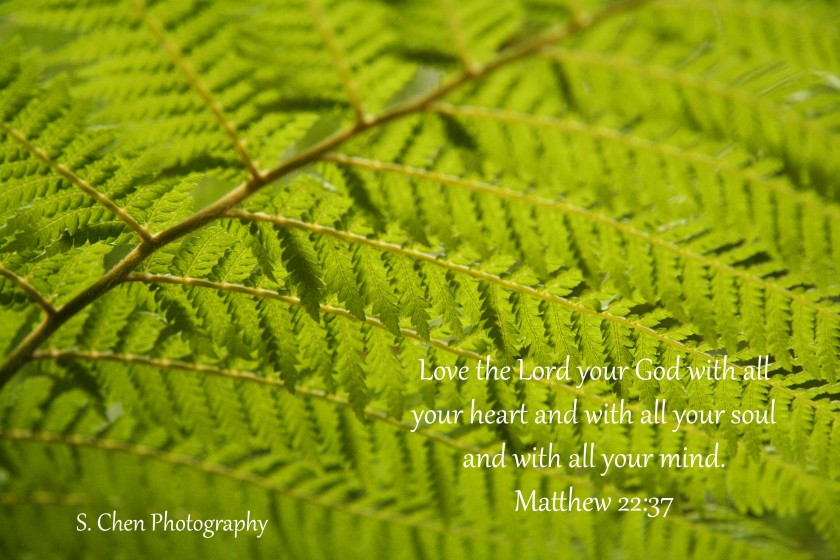 Love the Lord your God with all
your heart and with all your soul
and with all your mind.
Matthew 22:37
S. Chen Photography